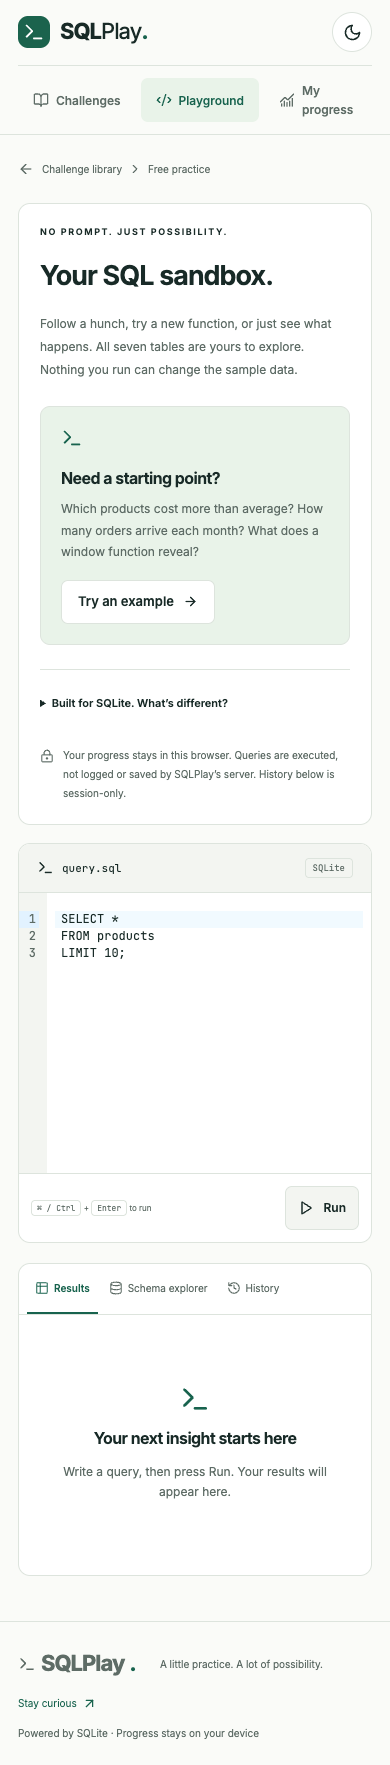 SQLPlay.
Challenges
Playground
My
progress
Challenge library
Free practice
NO PROMPT. JUST POSSIBILITY.
Your SQL sandbox.
Follow a hunch, try a new function, or just see what
happens. All seven tables are yours to explore.
Nothing you run can change the sample data.
Need a starting point?
Which products cost more than average? How
many orders arrive each month? What does a
window function reveal?
Try an example
Built for SQLite. What's different?
Your progress stays in this browser. Queries are executed,
not logged or saved by SQLPlay's server. History below is
session-only.
query.sql
SQLite
1 SELECT *
2 FROM products
3 LIMIT 10;
⌘ / Ctrl + Enter to run
Run
Results
Schema explorer
History
Your next insight starts here
Write a query, then press Run. Your results will
appear here.
SQLPlay.
A little practice. A lot of possibility.
Stay curious
Powered by SQLite · Progress stays on your device